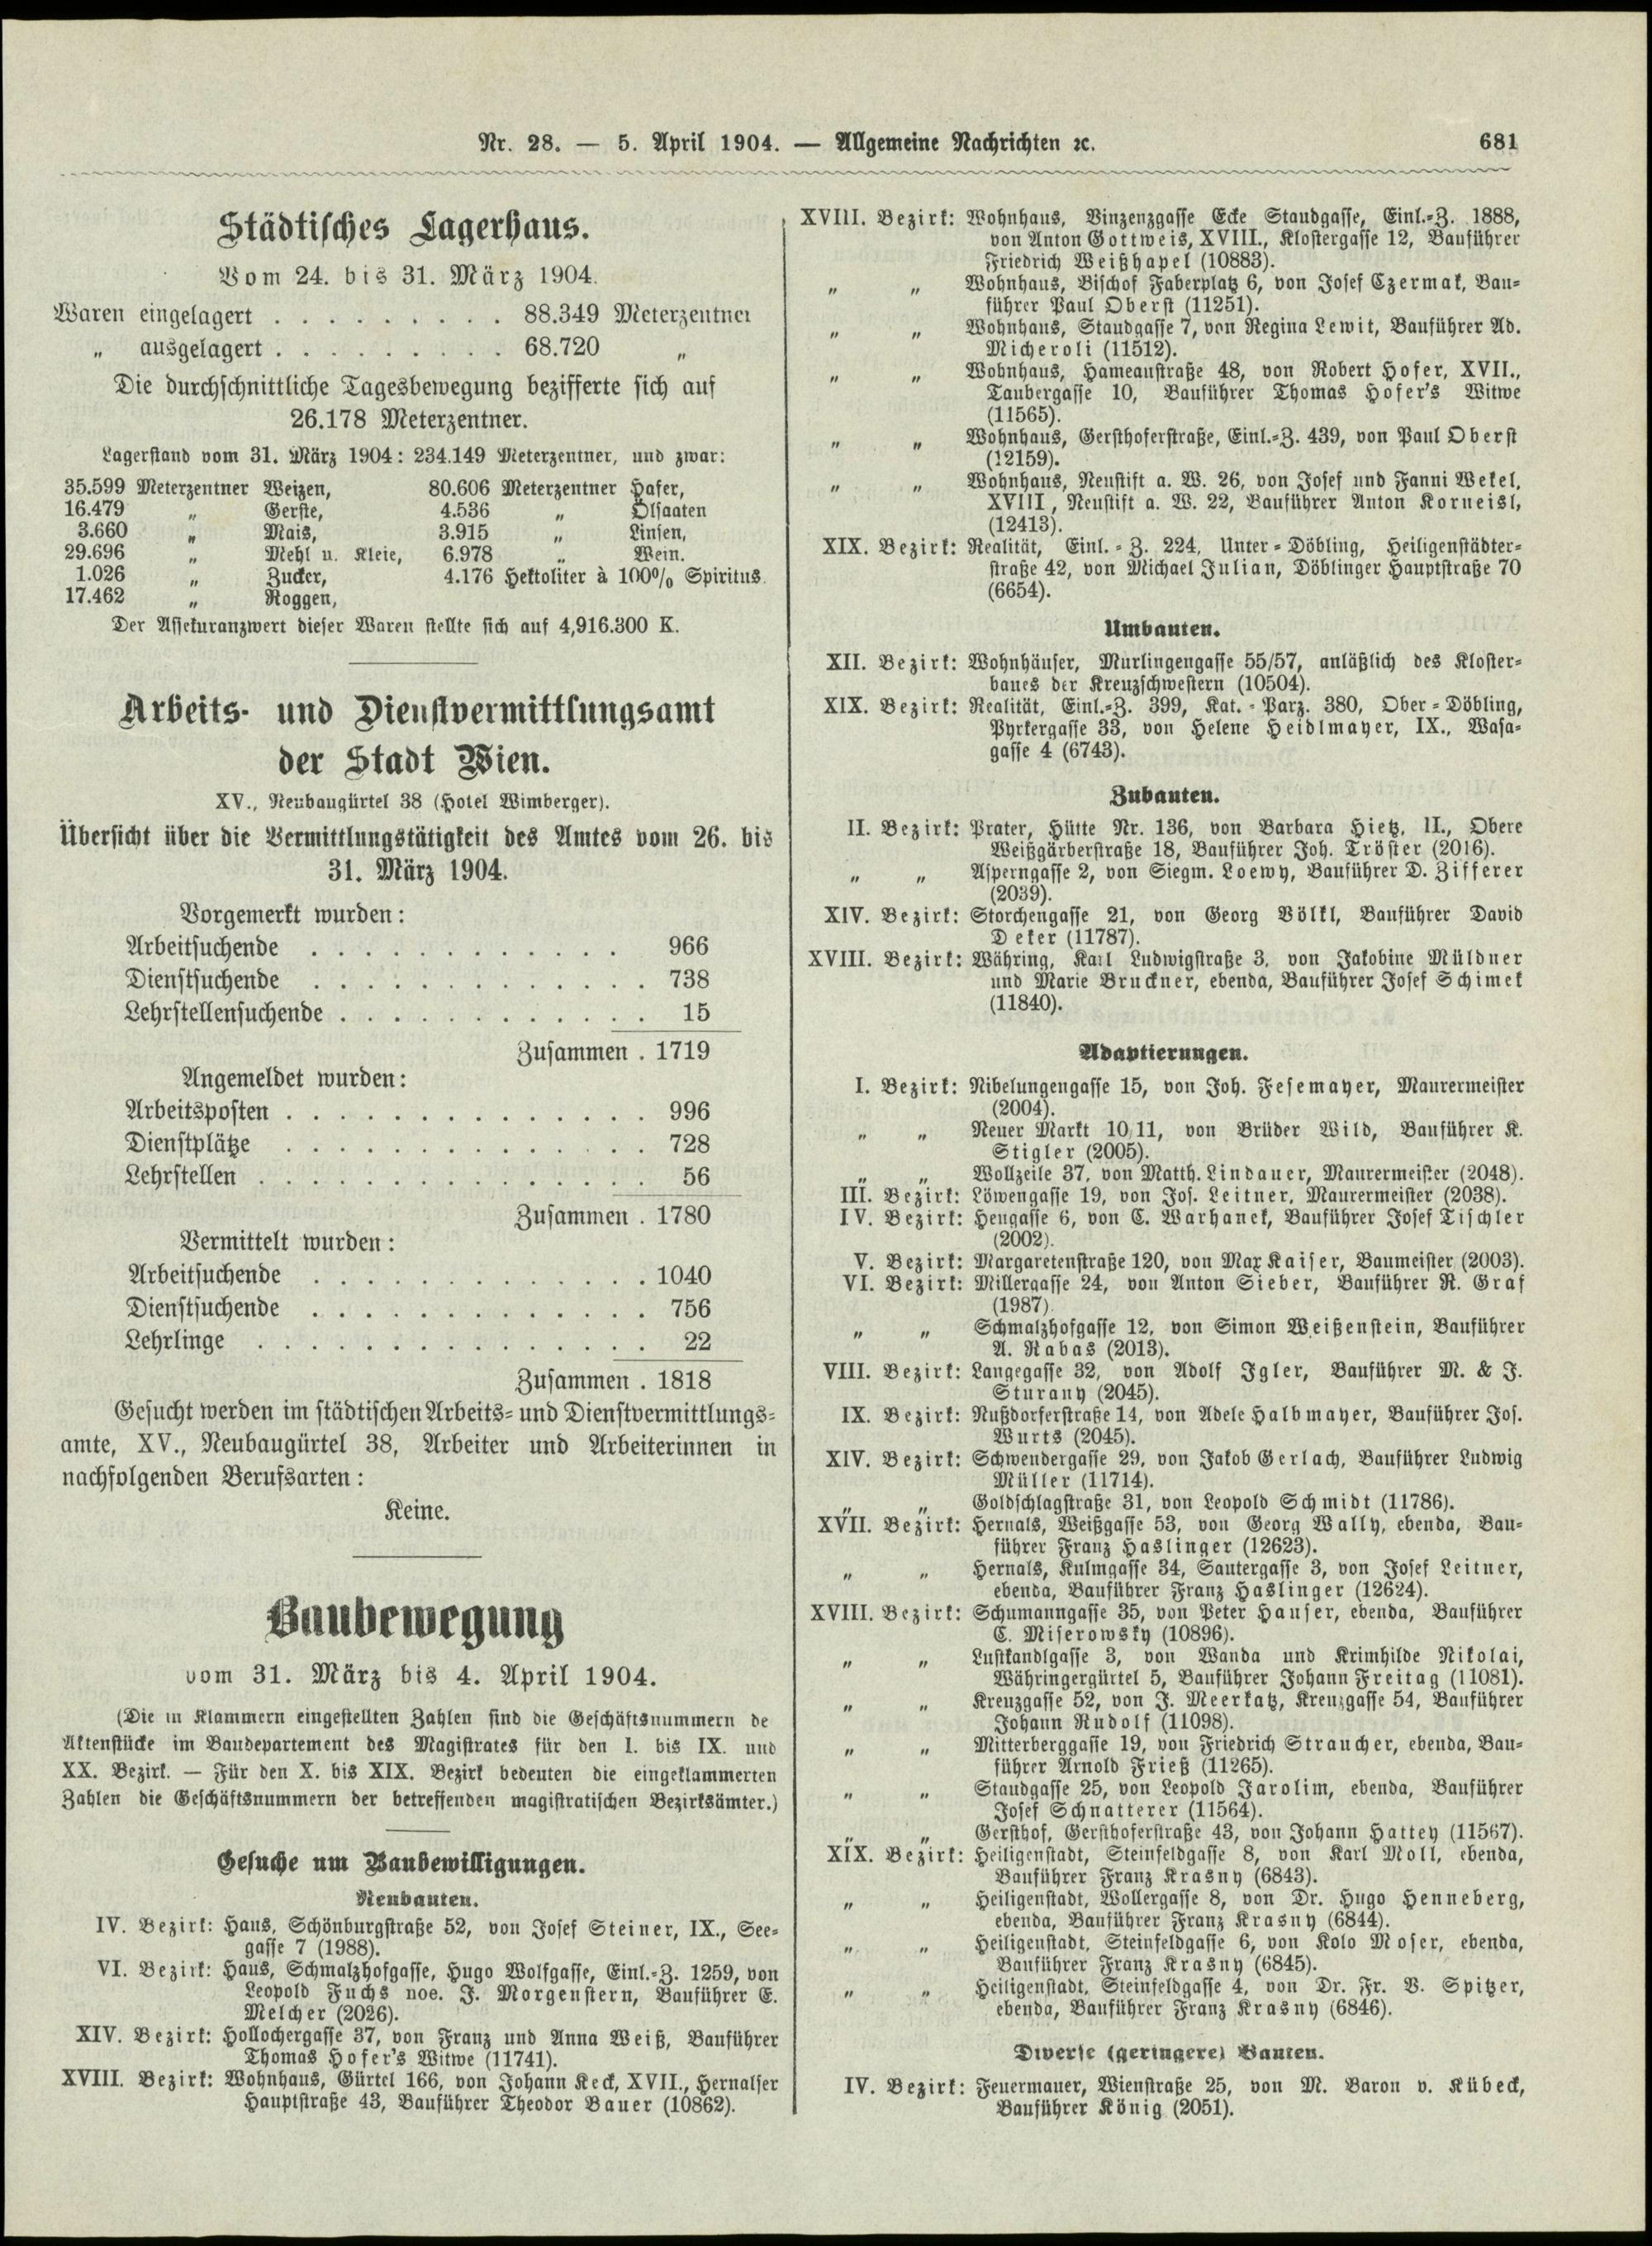 Nr. 28. — 5. April 1904. — Allgemeine Nachrichten ꝛc.
681
Städtisches Lagerhaus.
Vom 24. bis 31. März 1904.
Waren eingelagert . . . . . . . . . 88.349 Meterzentner
„ ausgelagert . . . . . . . . . 68.720 „
Die durchschnittliche Tagesbewegung bezifferte sich auf
26.178 Meterzentner.
Lagerstand vom 31. März 1904: 234.149 Meterzentner, und zwar:
35.599 Meterzentner Weizen, 80.606 Meterzentner Hafer,
16.479 „ Gerste, 4.536 „ Ölsaaten
3.660 „ Mais, 3.915 „ Linsen,
29.696 „ Mehl u. Kleie, 6.978 „ Wein.
1.026 „ Zucker, 4.176 Hektoliter à 100% Spiritus.
17.462 „ Roggen,
Der Assekuranzwert dieser Waren stellte sich auf 4,916.300 K.
Arbeits- und Dienstvermittlungsamt
der Stadt Wien.
XV., Neubaugürtel 38 (Hotel Wimberger).
Übersicht über die Vermittlungstätigkeit des Amtes vom 26. bis
31. März 1904.
Vorgemerkt wurden:
Arbeitsuchende . . . . . . . . . . . . 966
Dienstsuchende . . . . . . . . . . . . . 738
Lehrstellensuchende . . . . . . . . . . . . 15
Zusammen . 1719
Angemeldet wurden:
Arbeitsposten . . . . . . . . . . . . . . 996
Dienstplätze . . . . . . . . . . . . . . 728
Lehrstellen . . . . . . . . . . . . . . . 56
Zusammen . 1780
Vermittelt wurden:
Arbeitsuchende . . . . . . . . . . . . . 1040
Dienstsuchende . . . . . . . . . . . . . 756
Lehrlinge . . . . . . . . . . . . . . . 22
Zusammen . 1818
Gesucht werden im städtischen Arbeits- und Dienstvermittlungs-
amte, XV., Neubaugürtel 38, Arbeiter und Arbeiterinnen in
nachfolgenden Berufsarten:
Keine.
Baubewegung
vom 31. März bis 4. April 1904.
(Die in Klammern eingestellten Zahlen sind die Geschäftsnummern de
Aktenstücke im Baudepartement des Magistrates für den I. bis IX. und
XX. Bezirk. — Für den X. bis XIX. Bezirk bedeuten die eingeklammerten
Zahlen die Geschäftsnummern der betreffenden magistratischen Bezirksämter.)
Gesuche um Baubewilligungen.
Neubauten.
IV. Bezirk: Haus, Schönburgstraße 52, von Josef Steiner, IX., See-
gasse 7 (1988).
VI. Bezirk: Haus, Schmalzhofgasse, Hugo Wolfgasse, Einl.-Z. 1259, von
Leopold Fuchs noe. J. Morgenstern, Bauführer E.
Melcher (2026).
XIV. Bezirk: Hollochergasse 37, von Franz und Anna Weiß, Bauführer
Thomas Hofer's Witwe (11741).
XVIII. Bezirk: Wohnhaus, Gürtel 166, von Johann Keck, XVII., Hernalser
Hauptstraße 43, Bauführer Theodor Bauer (10862).
XVIII. Bezirk: Wohnhaus, Vinzenzgasse Ecke Staudgasse, Einl.-Z. 1888,
von Anton Gottweis, XVIII., Klostergasse 12, Bauführer
Friedrich Weißhapel (10883).
„ „ Wohnhaus, Bischof Faberplatz 6, von Josef Czermak, Bau-
führer Paul Oberst (11251).
„ „ Wohnhaus, Staudgasse 7, von Regina Lewit, Bauführer Ad.
Micheroli (11512).
„ „ Wohnhaus, Hameaustraße 48, von Robert Hofer, XVII.,
Taubergasse 10, Bauführer Thomas Hofer's Witwe
(11565).
„ „ Wohnhaus, Gersthoferstraße, Einl.-Z. 439, von Paul Oberst
(12159).
„ „ Wohnhaus, Neustift a. W. 26, von Josef und Fanni Wekel,
XVIII, Neustift a. W. 22, Bauführer Anton Korneisl,
(12413).
XIX. Bezirk: Realität, Einl.-Z. 224, Unter-Döbling, Heiligenstädter-
straße 42, von Michael Julian, Döblinger Hauptstraße 70
(6654).
Umbauten.
XII. Bezirk: Wohnhäuser, Murlingengasse 55/57, anläßlich des Kloster-
baues der Kreuzschwestern (10504).
XIX. Bezirk: Realität, Einl.-Z. 399, Kat.-Parz. 380, Ober-Döbling,
Pyrkergasse 33, von Helene Heidlmayer, IX., Wasa-
gasse 4 (6743).
Zubauten.
II. Bezirk: Prater, Hütte Nr. 136, von Barbara Hietz, II., Obere
Weißgärberstraße 18, Bauführer Joh. Tröster (2016).
„ „ Asperngasse 2, von Siegm. Loewy, Bauführer D. Zifferer
(2039).
XIV. Bezirk: Storchengasse 21, von Georg Völkl, Bauführer David
Deker (11787).
XVIII. Bezirk: Währing, Karl Ludwigstraße 3, von Jakobine Müldner
und Marie Bruckner, ebenda, Bauführer Josef Schimek
(11840).
Adaptierungen.
I. Bezirk: Nibelungengasse 15, von Joh. Fesemayer, Maurermeister
(2004).
„ „ Neuer Markt 10 11, von Brüder Wild, Bauführer K.
Stigler (2005).
„ „ Wollzeile 37, von Matth. Lindauer, Maurermeister (2048).
III. Bezirk: Löwengasse 19, von Jos. Leitner, Maurermeister (2038).
IV. Bezirk: Heugasse 6, von C. Warhanek, Bauführer Josef Tischler
(2002).
V. Bezirk: Margaretenstraße 120, von Max Kaiser, Baumeister (2003).
VI. Bezirk: Millergasse 24, von Anton Sieber, Bauführer R. Graf
(1987).
„ „ Schmalzhofgasse 12, von Simon Weißenstein, Bauführer
A. Rabas (2013).
VIII. Bezirk: Langegasse 32, von Adolf Igler, Bauführer M. & J.
Sturany (2045).
IX. Bezirk: Nußdorferstraße 14, von Adele Halbmayer, Bauführer Jos.
Wurts (2045).
XIV. Bezirk: Schwendergasse 29, von Jakob Gerlach, Bauführer Ludwig
Müller (11714).
„ „ Goldschlagstraße 31, von Leopold Schmidt (11786).
XVII. Bezirk: Hernals, Weißgasse 53, von Georg Wally, ebenda, Bau-
führer Franz Haslinger (12623).
„ „ Hernals, Kulmgasse 34, Sautergasse 3, von Josef Leitner,
ebenda, Bauführer Franz Haslinger (12624).
XVIII. Bezirk: Schumanngasse 35, von Peter Hauser, ebenda, Bauführer
C. Miserowsky (10896).
„ „ Lustkandlgasse 3, von Wanda und Krimhilde Nikolai,
Währingergürtel 5, Bauführer Johann Freitag (11081).
„ „ Kreuzgasse 52, von J. Meerkatz, Kreuzgasse 54, Bauführer
Johann Rudolf (11098).
„ „ Mitterberggasse 19, von Friedrich Straucher, ebenda, Bau-
führer Arnold Frieß (11265).
„ „ Staudgasse 25, von Leopold Jarolim, ebenda, Bauführer
Josef Schnatterer (11564).
„ „ Gersthof, Gersthoferstraße 43, von Johann Hattey (11567).
XIX. Bezirk: Heiligenstadt, Steinfeldgasse 8, von Karl Moll, ebenda,
Bauführer Franz Krasny (6843).
„ „ Heiligenstadt, Wollergasse 8, von Dr. Hugo Henneberg,
ebenda, Bauführer Franz Krasny (6844).
„ „ Heiligenstadt, Steinfeldgasse 6, von Kolo Moser, ebenda,
Bauführer Franz Krasny (6845).
„ „ Heiligenstadt, Steinfeldgasse 4, von Dr. Fr. V. Spitzer,
ebenda, Bauführer Franz Krasny (6846).
Diverse (geringere) Bauten.
IV. Bezirk: Feuermauer, Wienstraße 25, von M. Baron v. Kübeck,
Bauführer König (2051).